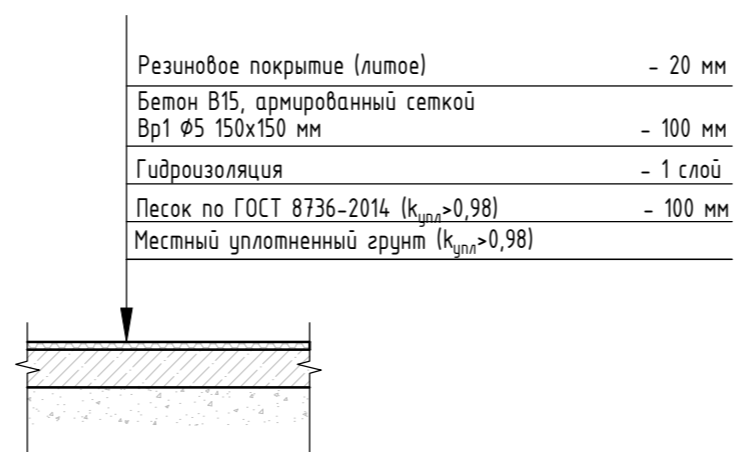 Резиновое покрытие (литое) - 20 мм
Бетон В15, армированный сеткой
Вр1 Ф5 150х150 мм - 100 мм
Гидроизоляция - 1 слой
Песок по ГОСТ 8736-2014 (kупл>0,98) - 100 мм
Местный уплотненный грунт (kупл>0,98)